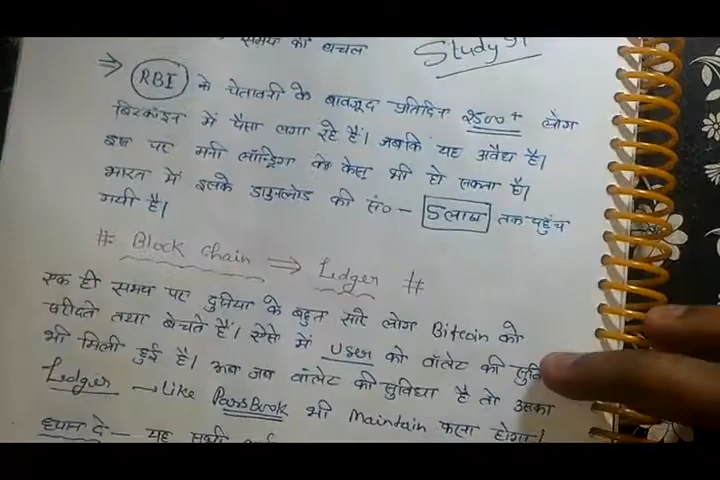 समय की बचत
Study 91
⇒ RBI के चेतावनी के बावजूद प्रतिदिन 2500+ लोग
बिटकॉइन में पैसा लगा रहे हैं। जबकि यह अवैध है।
इस पर मनी लॉन्ड्रिंग का केस भी हो सकता है।
भारत में इसके डाउनलोड की सं० – 5 लाख तक पहुंच
गयी है।
# Block Chain ⇒ Ledger #
एक ही समय पर दुनिया के बहुत सारे लोग Bitcoin को
खरीदते तथा बेचते हैं। ऐसे में User को वॉलेट की सुवि
भी मिली हुई है। अब जब वॉलेट की सुविधा है तो उसका
Ledger → Like PassBook भी Maintain करना होगा।
ध्यान दे – यह सभी